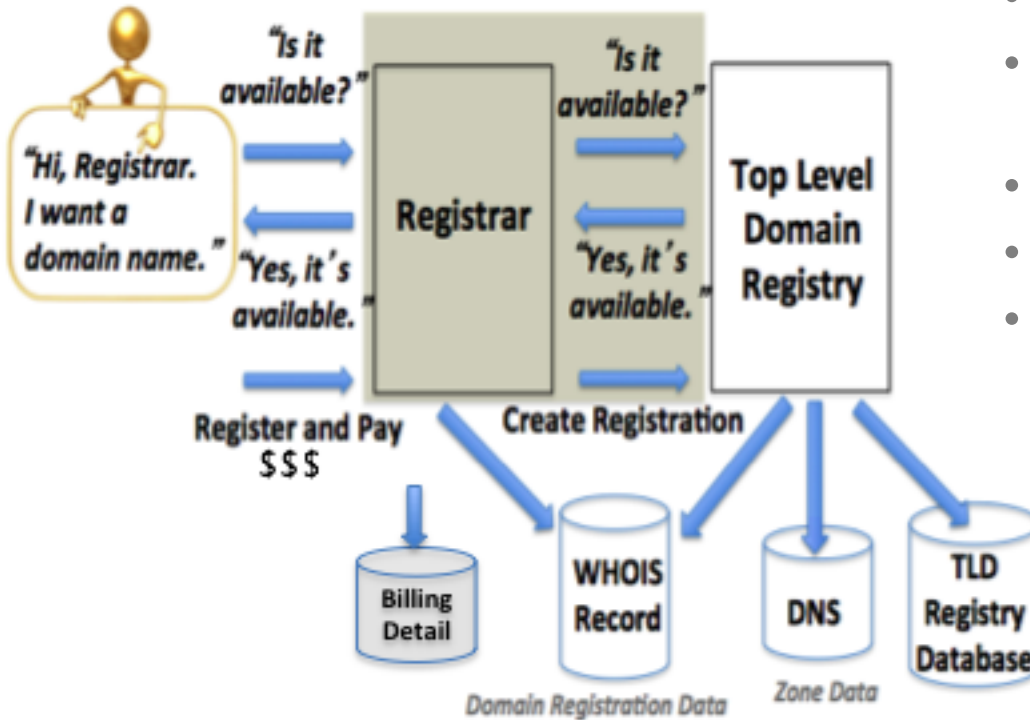 “Is it
available?”
“Is it
available?”
“Hi, Registrar.
I want a
domain name.”
Registrar
Top Level
Domain
Registry
“Yes, it’s
available.”
“Yes, it’s
available.”
Register and Pay
$$$
Create Registration
Billing
Detail
WHOIS
Record
DNS
TLD
Registry
Database
Domain Registration Data
Zone Data